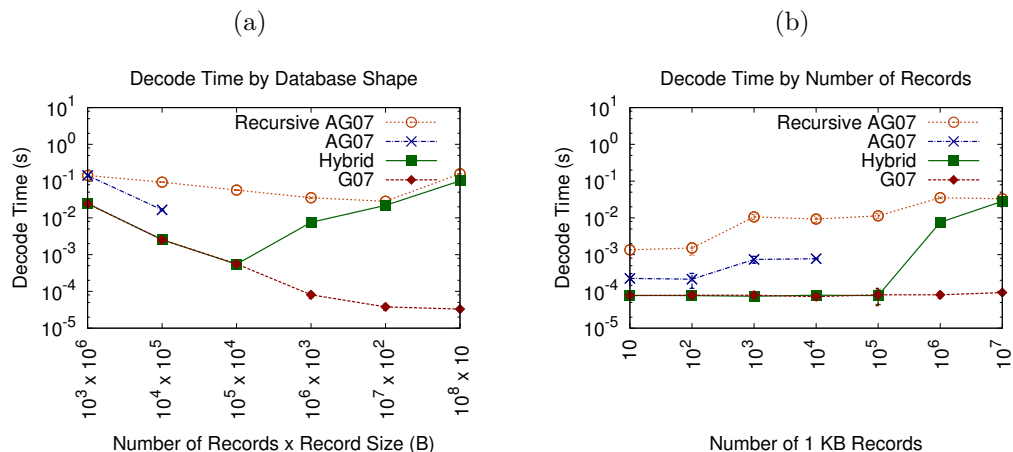 (a)
Decode Time by Database Shape
Decode Time (s)
10^1
10^0
10^-1
10^-2
10^-3
10^-4
10^-5
Recursive AG07
AG07
Hybrid
G07
10^3 x 10^6
10^4 x 10^5
10^5 x 10^4
10^6 x 10^3
10^7 x 10^2
10^8 x 10
Number of Records x Record Size (B)
(b)
Decode Time by Number of Records
Decode Time (s)
10^1
10^0
10^-1
10^-2
10^-3
10^-4
10^-5
Recursive AG07
AG07
Hybrid
G07
10
10^2
10^3
10^4
10^5
10^6
10^7
Number of 1 KB Records